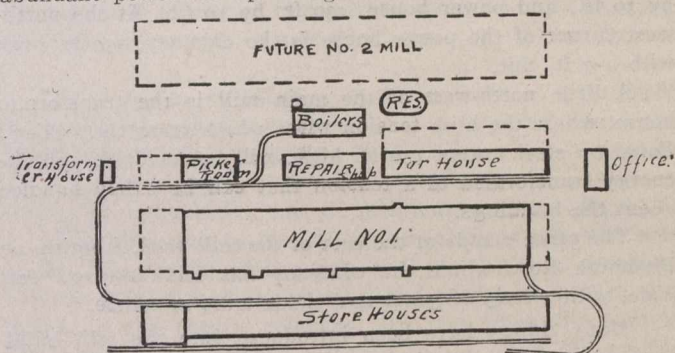 FUTURE NO. 2 MILL
RES.
Boilers
Transform
er. House
Picker
Room
REPAIR Shop
Tar House
Office.
MILL NO.1.
Store Houses